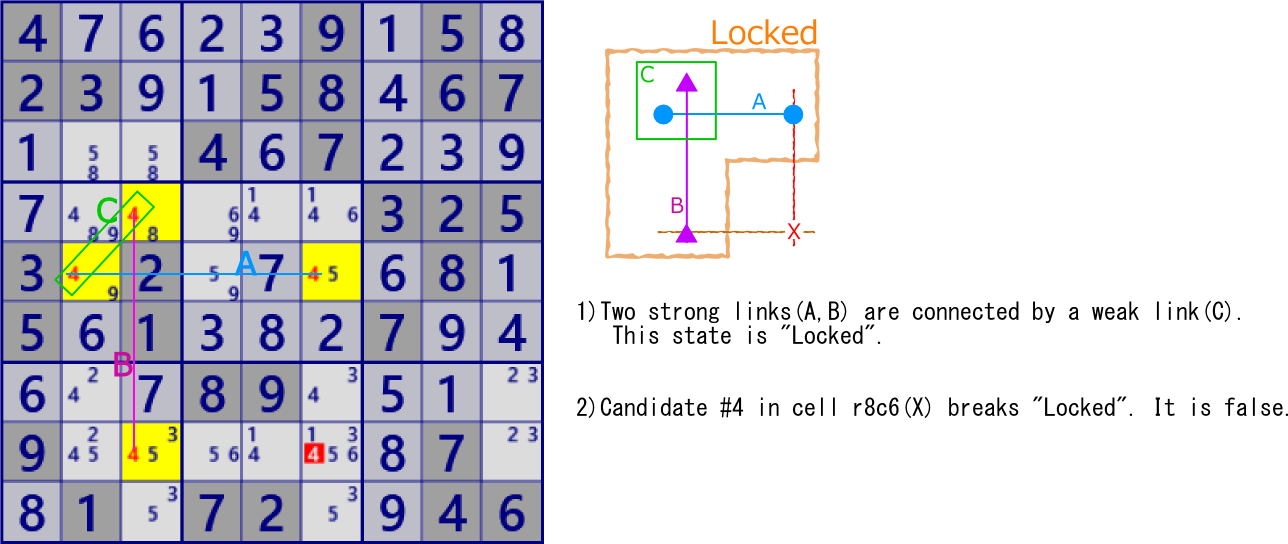 4 7 6 2 3 9 1 5 8
2 3 9 1 5 8 4 6 7
1 5 8 5 8 4 6 7 2 3 9
7 4 8 9 4 8 6 9 1 4 1 4 6 3 2 5
C
3 4 9 2 5 9 7 4 5 6 8 1
A
5 6 1 3 8 2 7 9 4
B
6 2 4 7 8 9 3 4 5 1 2 3
9 2 4 5 3 4 5 5 6 1 4 1 3 4 5 6 8 7 2 3
8 1 3 5 7 2 3 5 9 4 6
Locked
C
A
B
X
1)Two strong links(A,B) are connected by a weak link(C).
This state is "Locked".
2)Candidate #4 in cell r8c6(X) breaks "Locked". It is false.